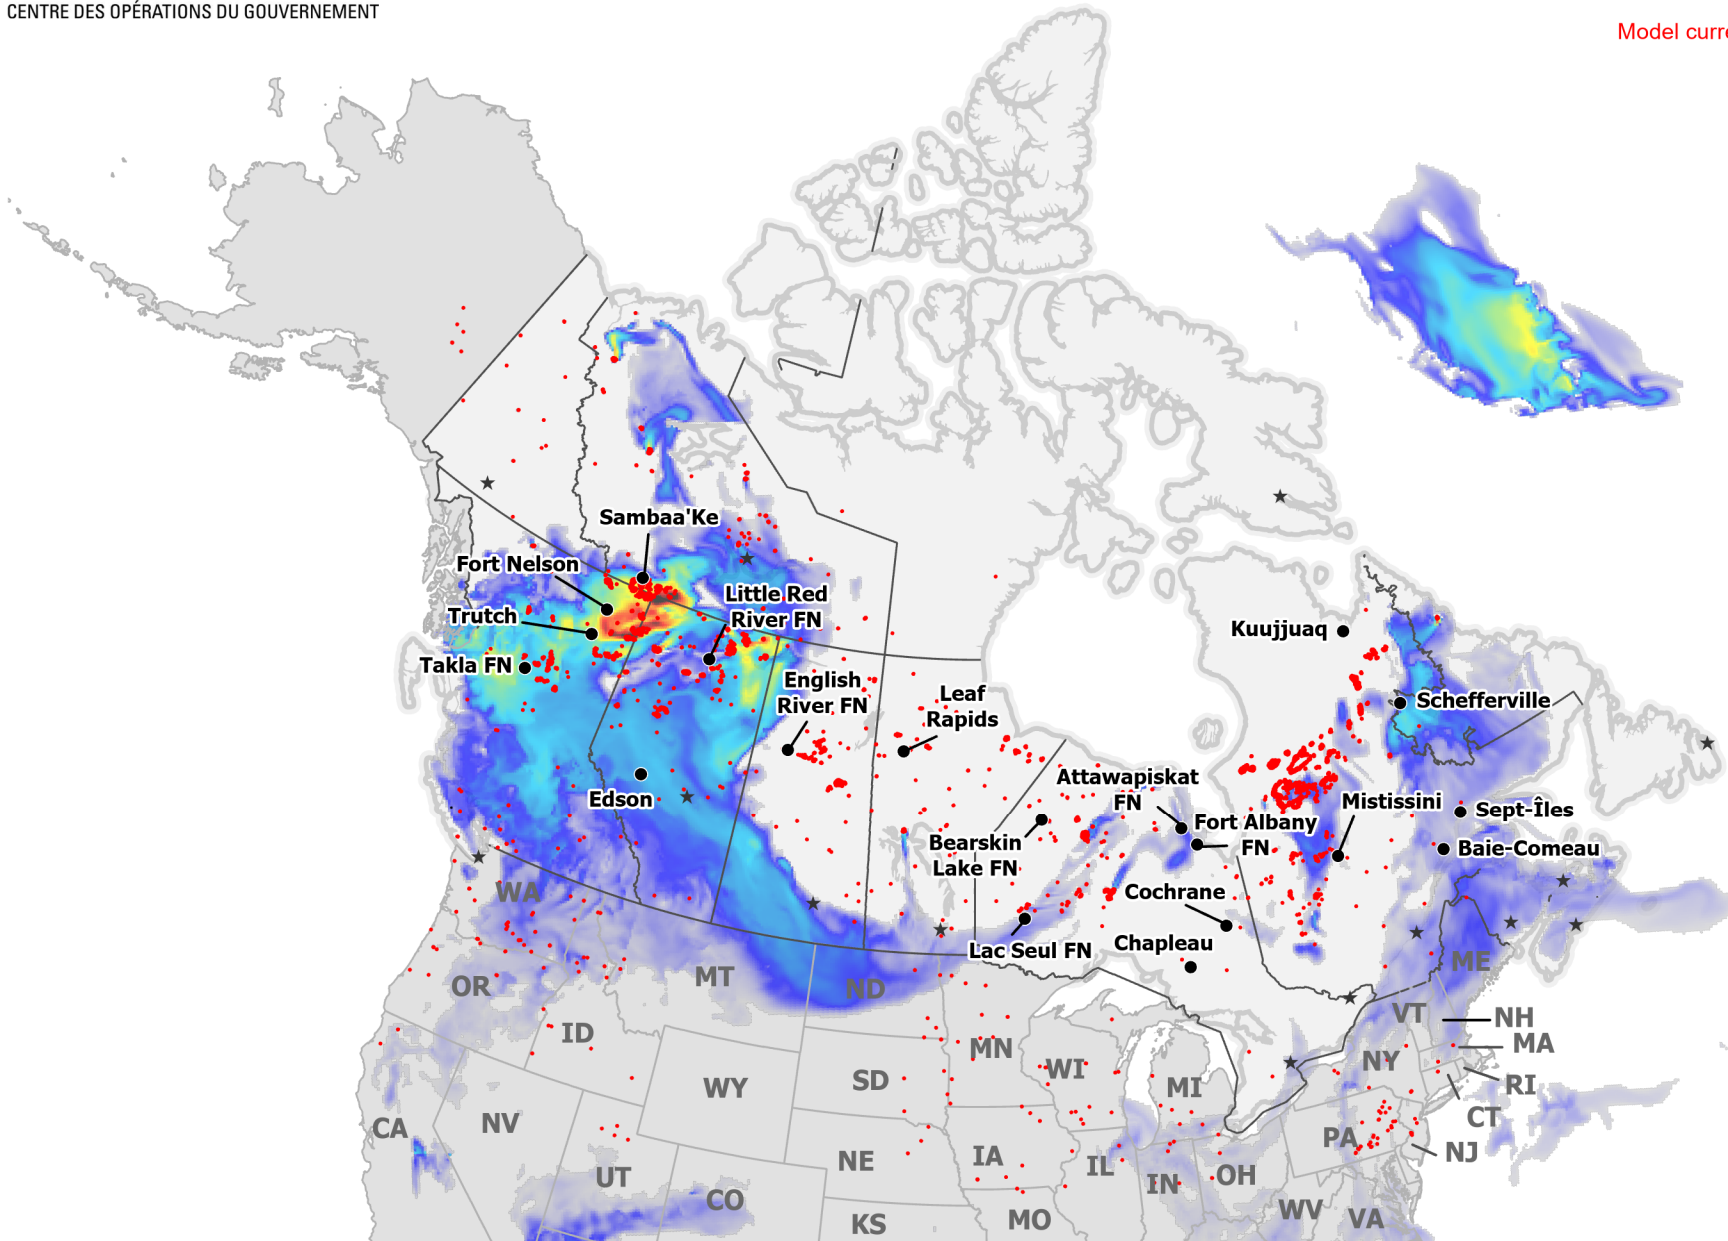 CENTRE DES OPÉRATIONS DU GOUVERNEMENT
Model curre
Sambaa'Ke
Fort Nelson
Little Red
River FN
Trutch
Takla FN
English
River FN
Leaf
Rapids
Kuujjuaq
Schefferville
Edson
Attawapiskat
FN
Mistissini
Sept-Îles
Fort Albany
FN
Bearskin
Lake FN
Baie-Comeau
Cochrane
Chapleau
Lac Seul FN
WA
MT
ND
OR
ID
MN
WI
SD
WY
MI
ME
VT
NH
MA
NY
RI
CT
CA
NV
NE
IA
IL
PA
NJ
UT
CO
IN
OH
KS
MO
WV
VA